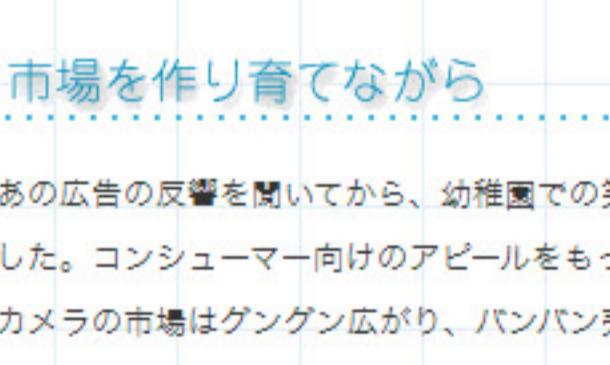 市場を作り育てながら
あの広告の反響を聞いてから、幼稚園での
した。コンシューマー向けのアピールをもっ
カメラの市場はグングン広がり、バンバン